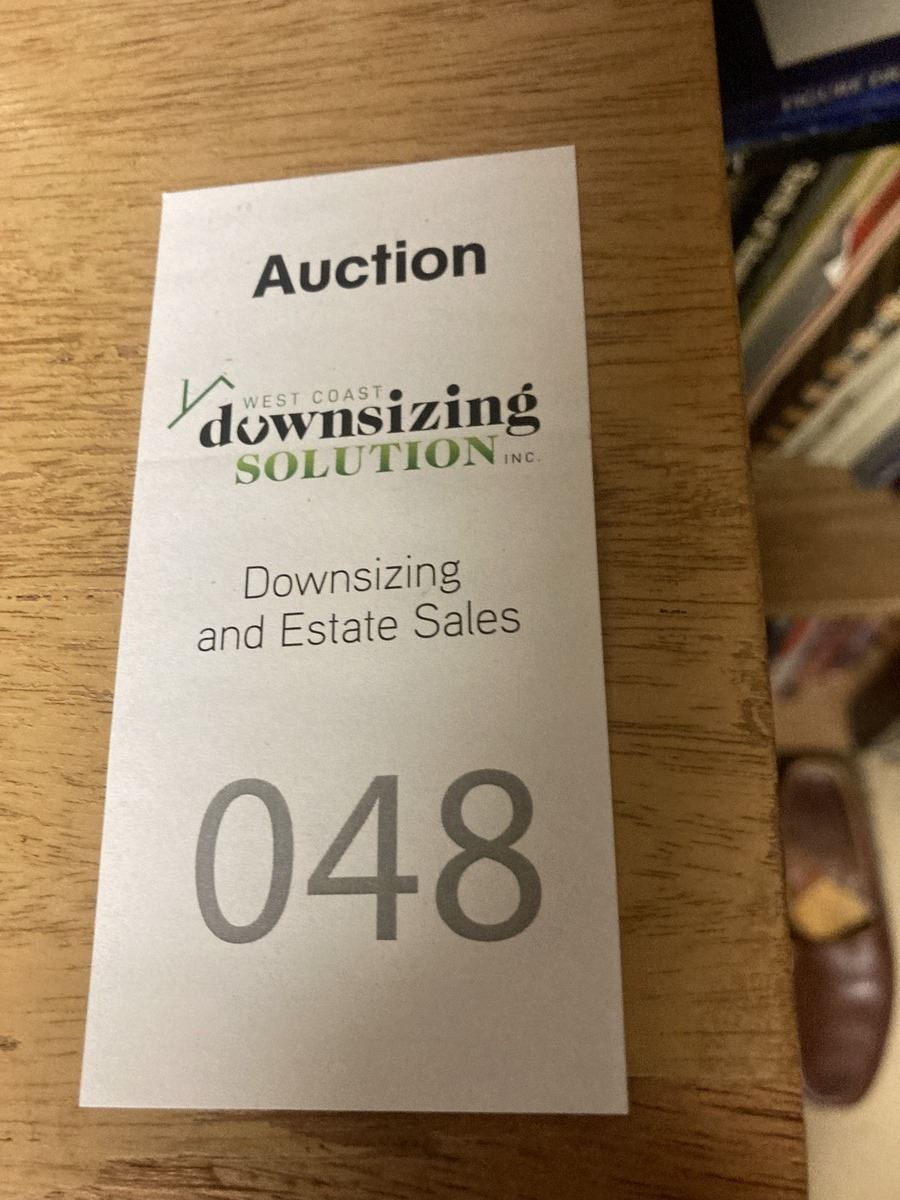 Auction
WEST COAST
downsizing
SOLUTION INC.
Downsizing
and Estate Sales
048